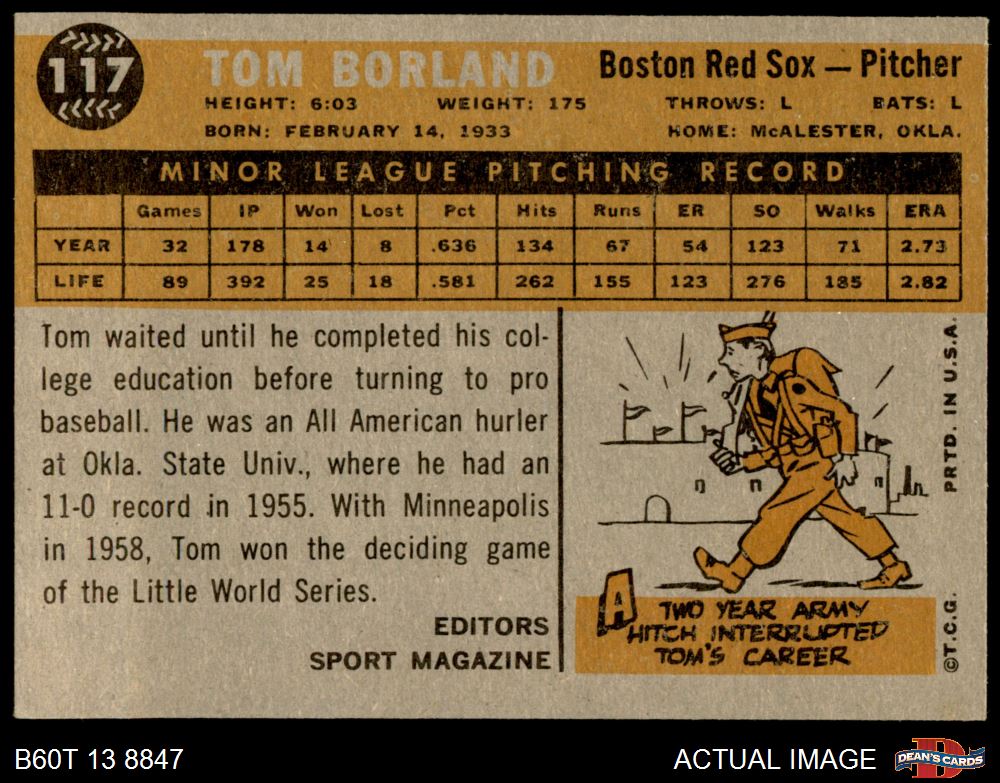 117
TOM BORLAND
Boston Red Sox — Pitcher
HEIGHT: 6:03 WEIGHT: 175 THROWS: L BATS: L
BORN: FEBRUARY 14, 1933 HOME: McALESTER, OKLA.
MINOR LEAGUE PITCHING RECORD
Games IP Won Lost Pct Hits Runs ER SO Walks ERA
YEAR 32 178 14 8 .636 134 67 54 123 71 2.73
LIFE 89 392 25 18 .581 262 155 123 276 185 2.82
Tom waited until he completed his col-
lege education before turning to pro
baseball. He was an All American hurler
at Okla. State Univ., where he had an
11-0 record in 1955. With Minneapolis
in 1958, Tom won the deciding game
of the Little World Series.
EDITORS
SPORT MAGAZINE
A TWO YEAR ARMY
HITCH INTERRUPTED
TOM'S CAREER
©T.C.G. PRTD. IN U.S.A.
B60T 13 8847
ACTUAL IMAGE
D
DEAN'S CARDS